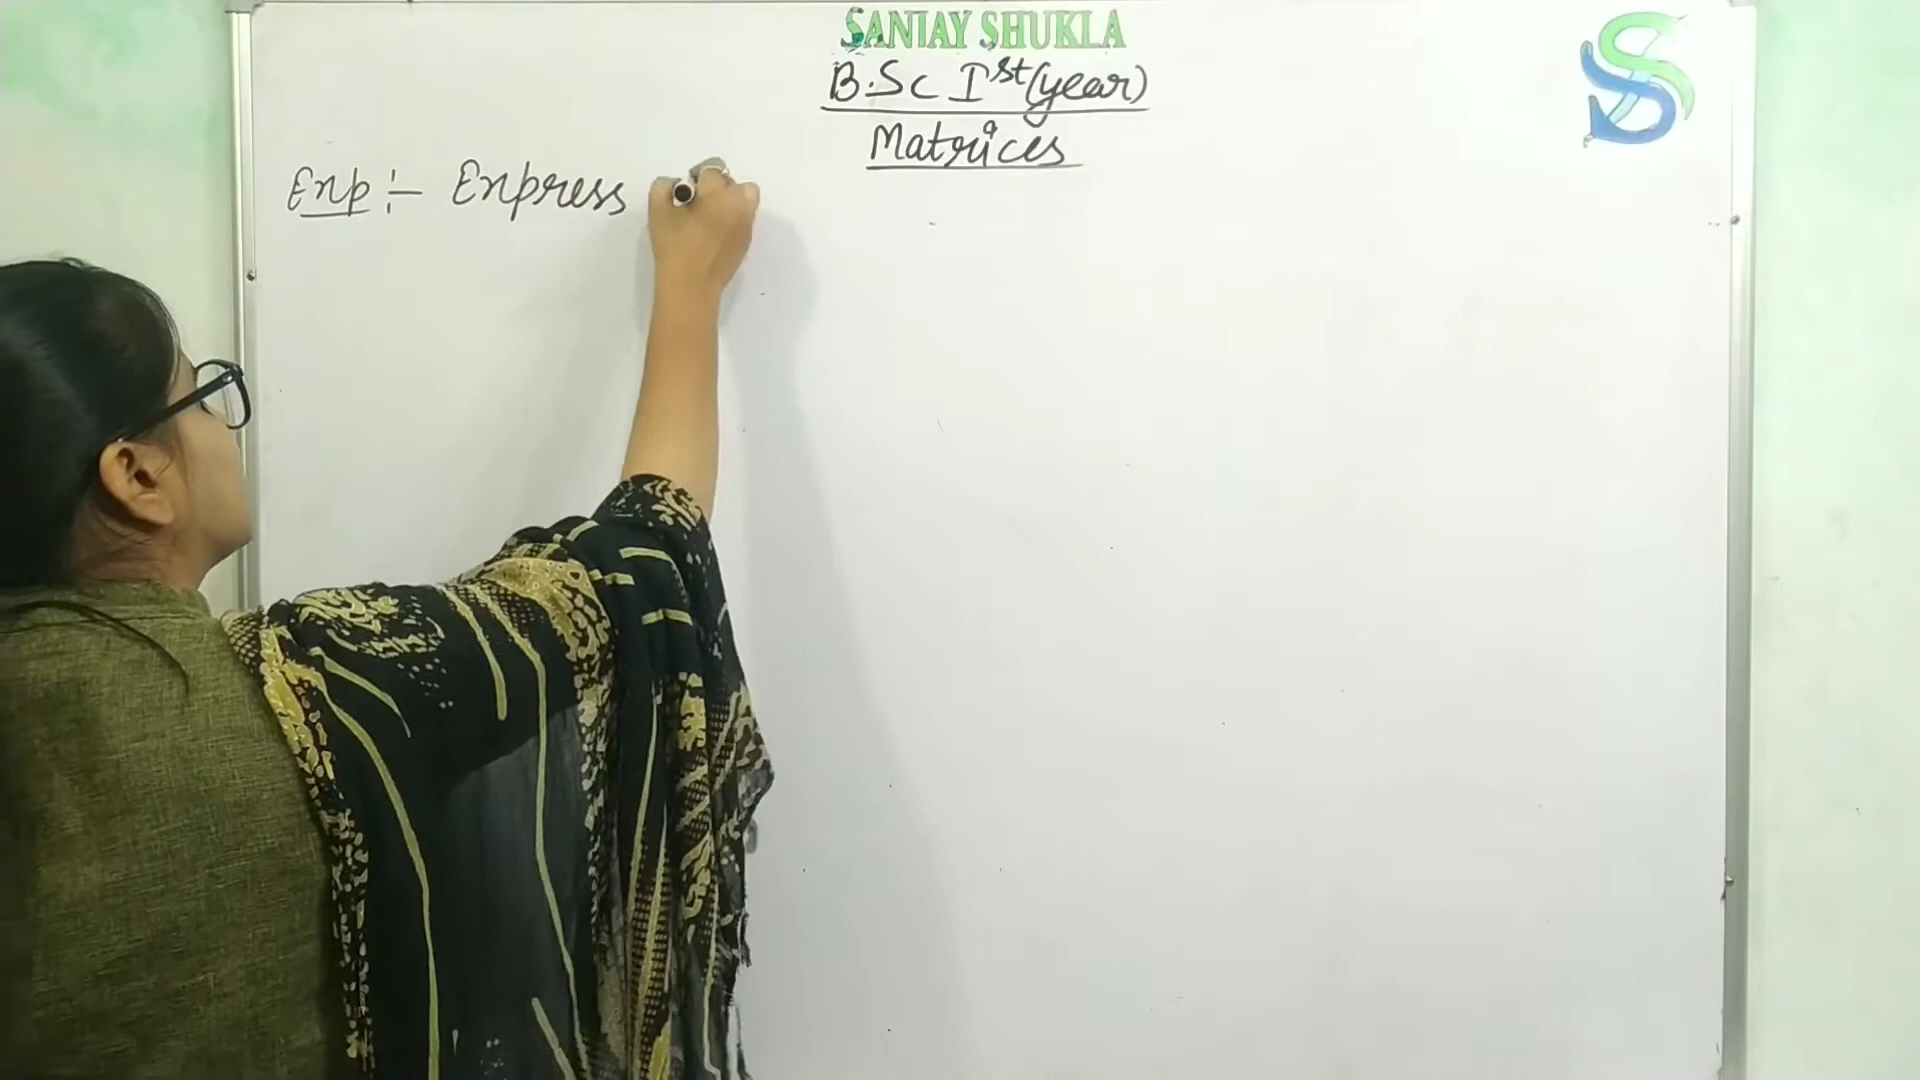 SANJAY SHUKLA
B.Sc Ist (year)
Matrices
Exp :- Express